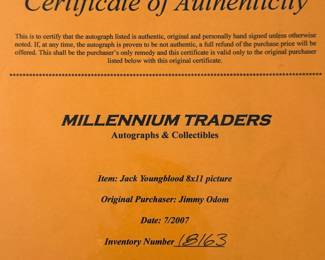 Certificate of Authenticity
This is to certify that the autograph listed is authentic, original and personally hand signed unless otherwise
noted. If, at any time, the autograph is proven to be not authentic, a full refund of the purchase price will be
offered. This shall be the purchaser's only remedy and this certificate is valid only to the original purchaser
listed below with this original certificate.
MILLENNIUM TRADERS
Autographs & Collectibles
Item: Jack Youngblood 8x11 picture
Original Purchaser: Jimmy Odom
Date: 7/2007
Inventory Number 18163